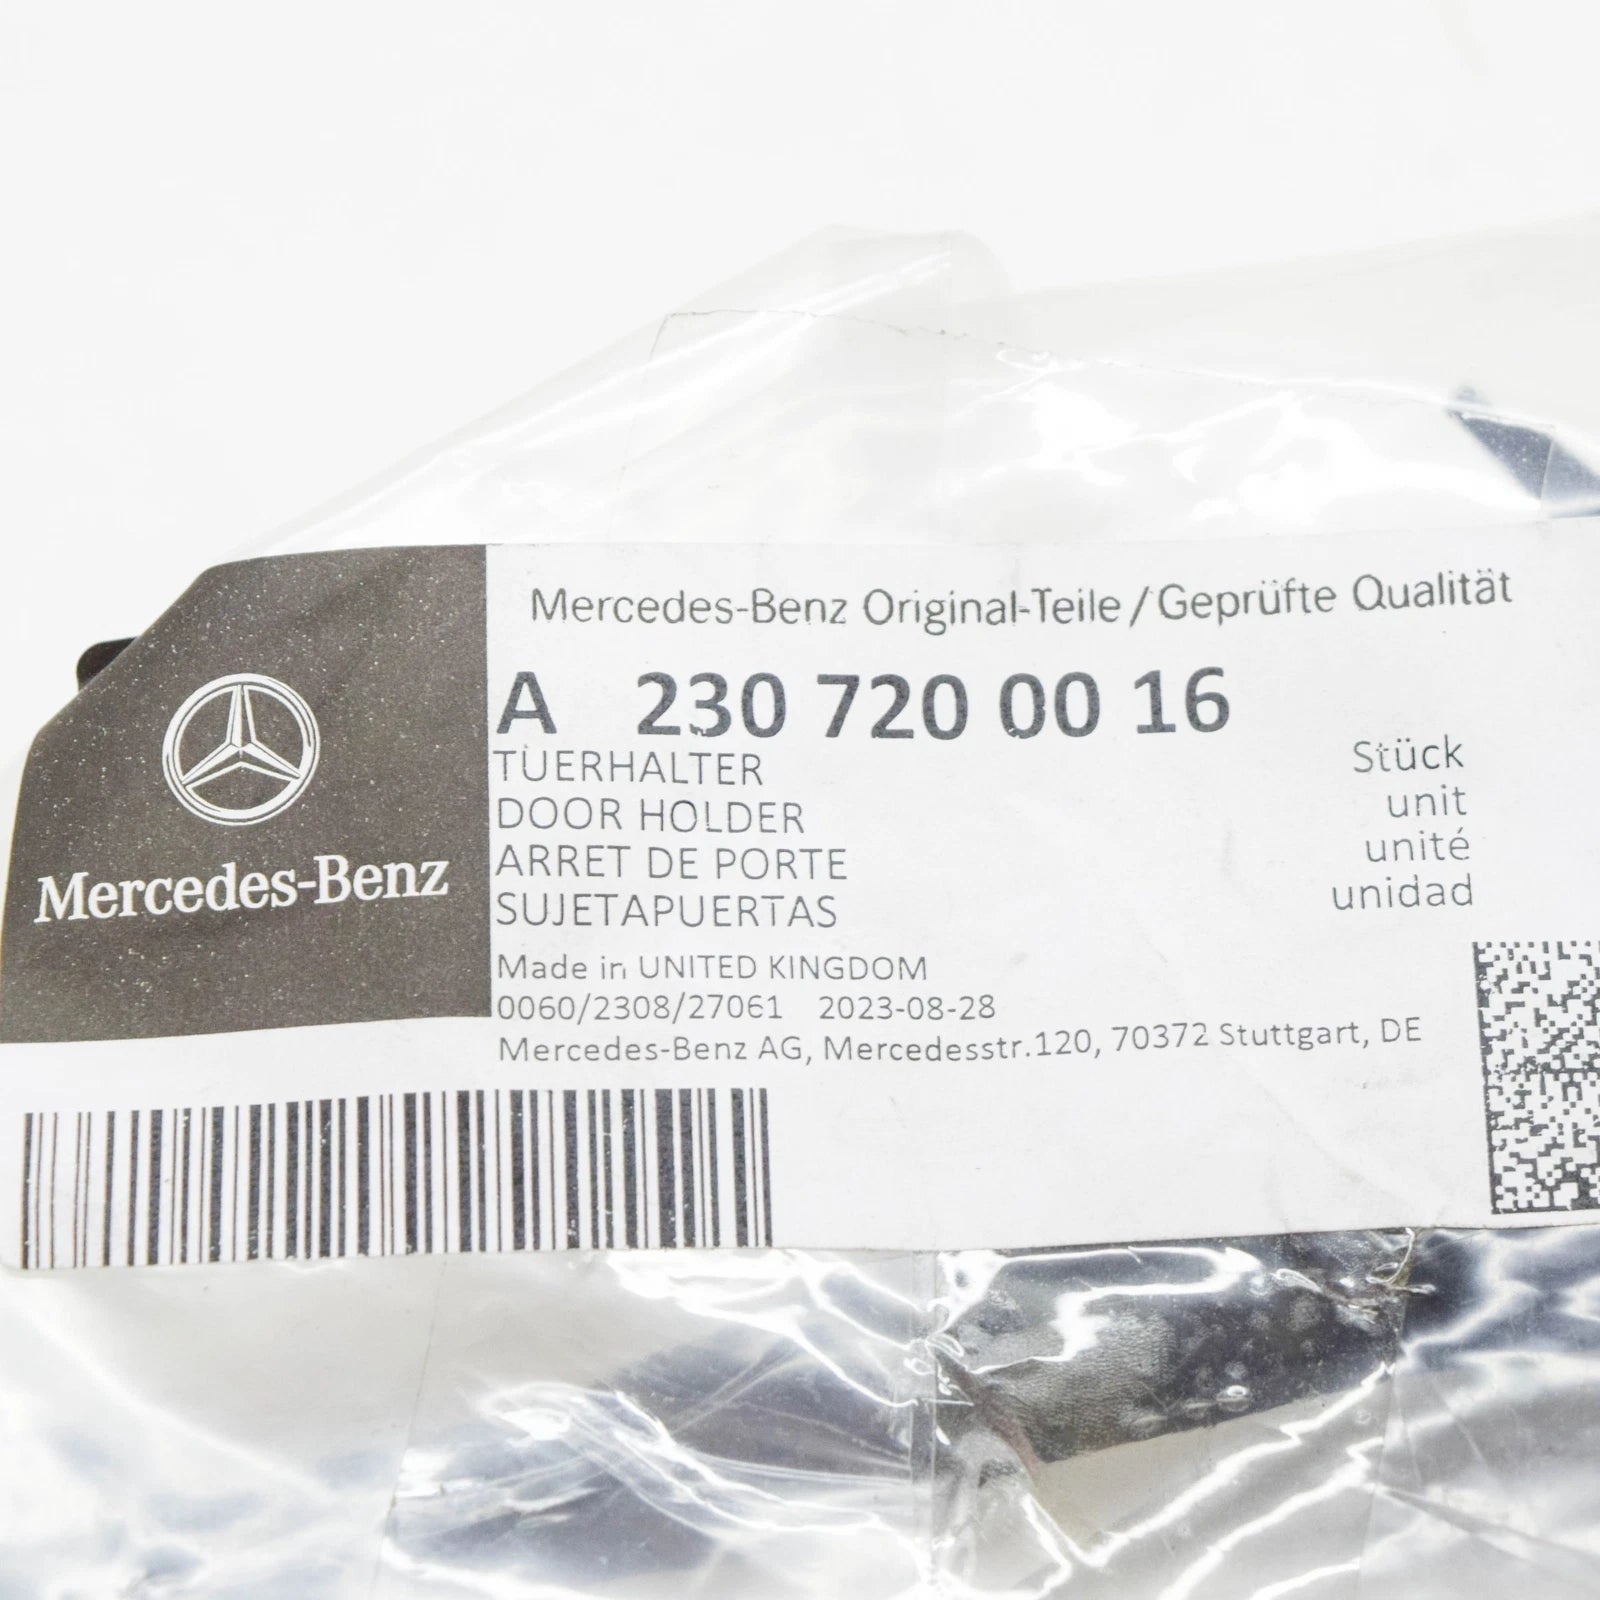 Mercedes-Benz Original-Teile / Geprüfte Qualität
A 230 720 00 16
TUERHALTER
DOOR HOLDER
ARRET DE PORTE
SUJETAPUERTAS
Stück
unit
unité
unidad
Mercedes-Benz
Made in UNITED KINGDOM
0060/2308/27061 2023-08-28
Mercedes-Benz AG, Mercedesstr.120, 70372 Stuttgart, DE